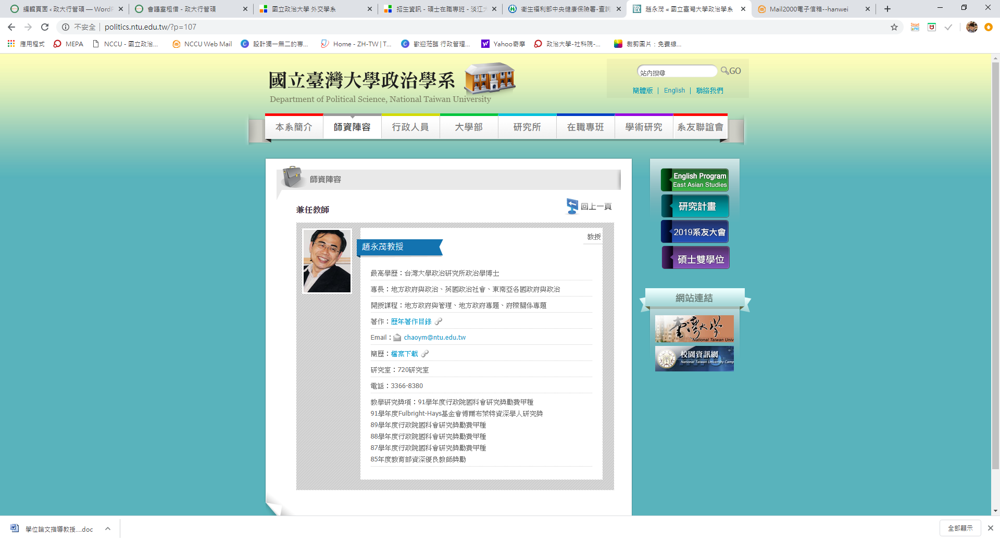 編輯頁面 ‹ 政大行管碩 — WordP
會議室租借 - 政大行管碩
國立政治大學 外交學系
招生資訊 - 碩士在職專班 - 淡江大
衛生福利部中央健康保險署-查詢
趙永茂 « 國立臺灣大學政治學系
Mail2000電子信箱--hanwei
不安全
politics.ntu.edu.tw/?p=107
應用程式
MEPA
NCCU - 國立政治...
NCCU Web Mail
設計獨一無二的專...
Home - ZH-TW | T...
歡迎蒞臨 行政管理...
Yahoo奇摩
政治大學-社科院-...
裁剪圖片：免費線...
國立臺灣大學政治學系
Department of Political Science, National Taiwan University
站內搜尋
GO
簡體版 | English | 聯絡我們
本系簡介
師資陣容
行政人員
大學部
研究所
在職專班
學術研究
系友聯誼會
師資陣容
兼任教師
回上一頁
教授
趙永茂教授
最高學歷：台灣大學政治研究所政治學博士
專長：地方政府與政治、英國政治社會、東南亞各國政府與政治
開授課程：地方政府與管理、地方政府專題、府際關係專題
著作：歷年著作目錄
Email： chaoym@ntu.edu.tw
簡歷：檔案下載
研究室：720研究室
電話：3366-8380
教學研究獎項：91學年度行政院國科會研究獎勵費甲種
91學年度Fulbright-Hays基金會傅爾布萊特資深學人研究獎
89學年度行政院國科會研究獎勵費甲種
88學年度行政院國科會研究獎勵費甲種
87學年度行政院國科會研究獎勵費甲種
85年度教育部資深優良教師獎勵
English Program
East Asian Studies
研究計畫
2019系友大會
碩士雙學位
網站連結
臺灣大學
National Taiwan Univ
校園資訊網
National Taiwan University Camp
學位論文指導教授....doc
全部顯示